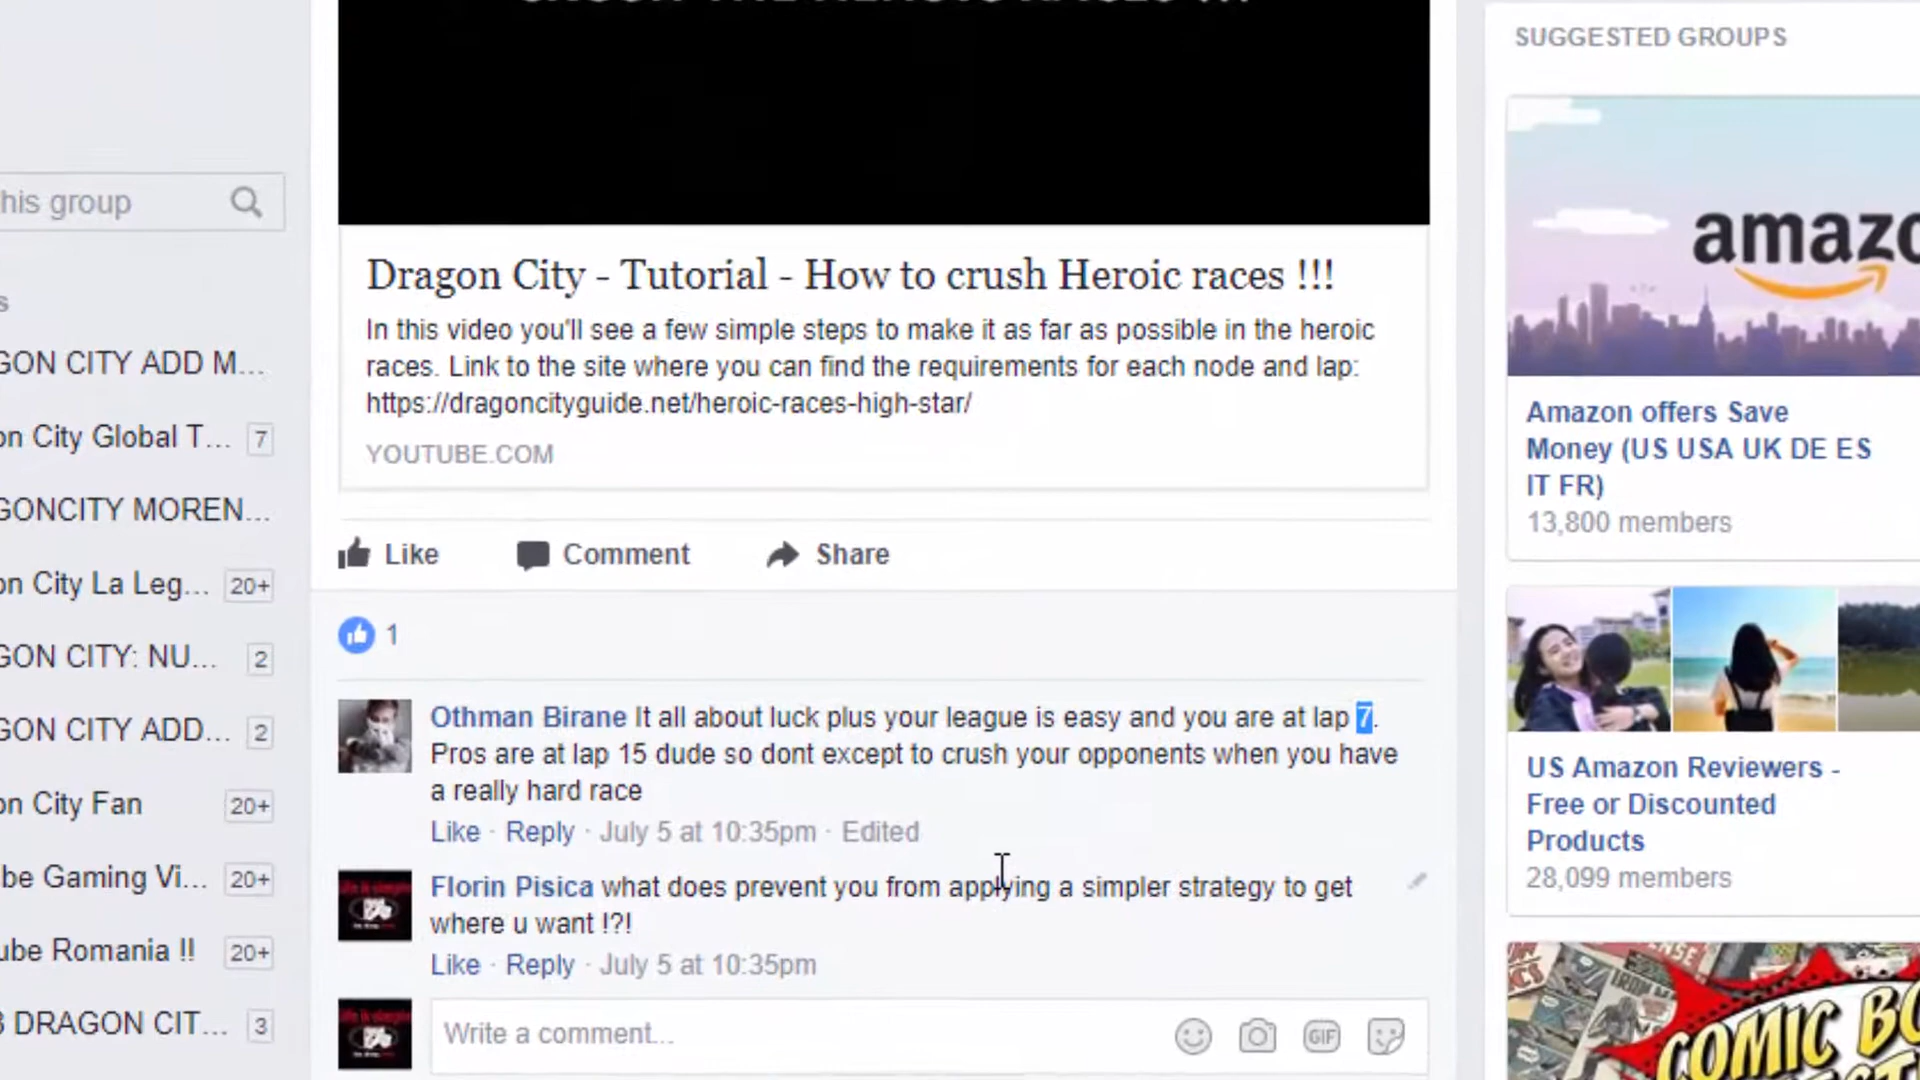 his group
s
GON CITY ADD M...
on City Global T... 7
GONCITY MOREN...
on City La Leg... 20+
GON CITY: NU... 2
GON CITY ADD... 2
on City Fan 20+
be Gaming Vi... 20+
ube Romania !! 20+
DRAGON CIT... 3
Dragon City - Tutorial - How to crush Heroic races !!!
In this video you'll see a few simple steps to make it as far as possible in the heroic
races. Link to the site where you can find the requirements for each node and lap:
https://dragoncityguide.net/heroic-races-high-star/
YOUTUBE.COM
Like Comment Share
1
Othman Birane It all about luck plus your league is easy and you are at lap 7.
Pros are at lap 15 dude so dont except to crush your opponents when you have
a really hard race
Like · Reply · July 5 at 10:35pm · Edited
Florin Pisica what does prevent you from applying a simpler strategy to get
where u want !?!
Like · Reply · July 5 at 10:35pm
Write a comment...
GIF
SUGGESTED GROUPS
amazo
Amazon offers Save
Money (US USA UK DE ES
IT FR)
13,800 members
US Amazon Reviewers -
Free or Discounted
Products
28,099 members
COMIC BO